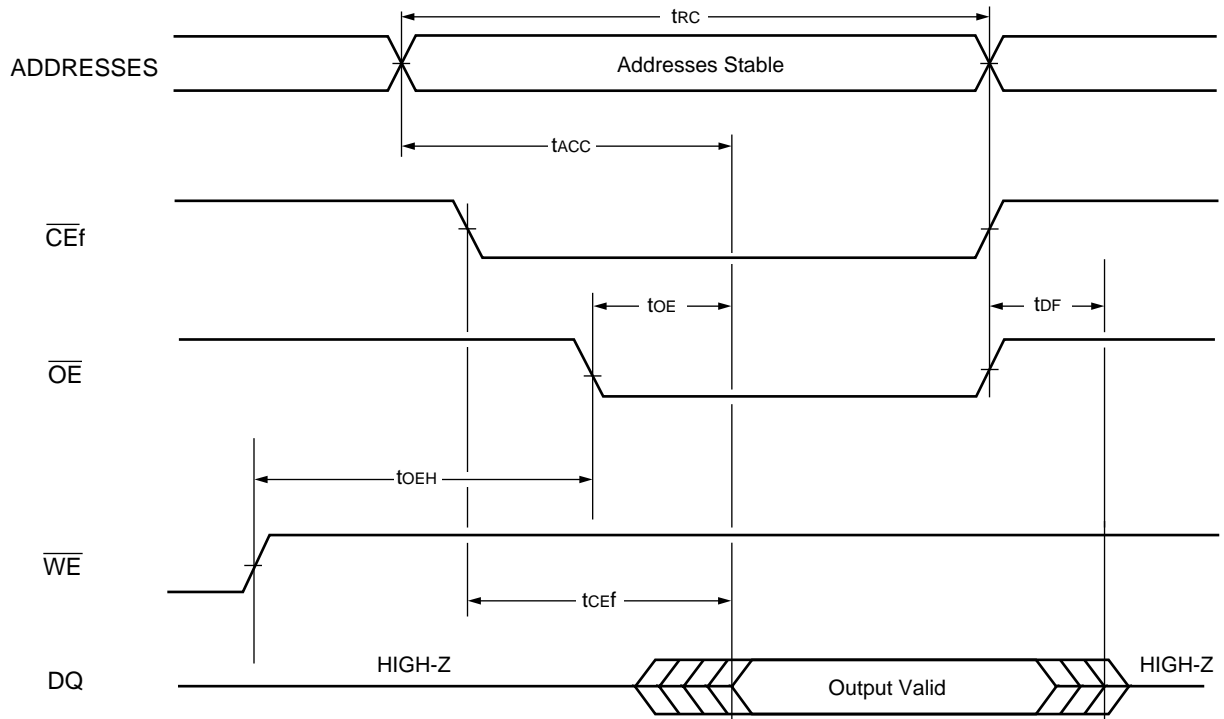 tRC
ADDRESSES
Addresses Stable
tACC
CEf
tOE
tDF
OE
tOEH
WE
tCEf
HIGH-Z
HIGH-Z
DQ
Output Valid